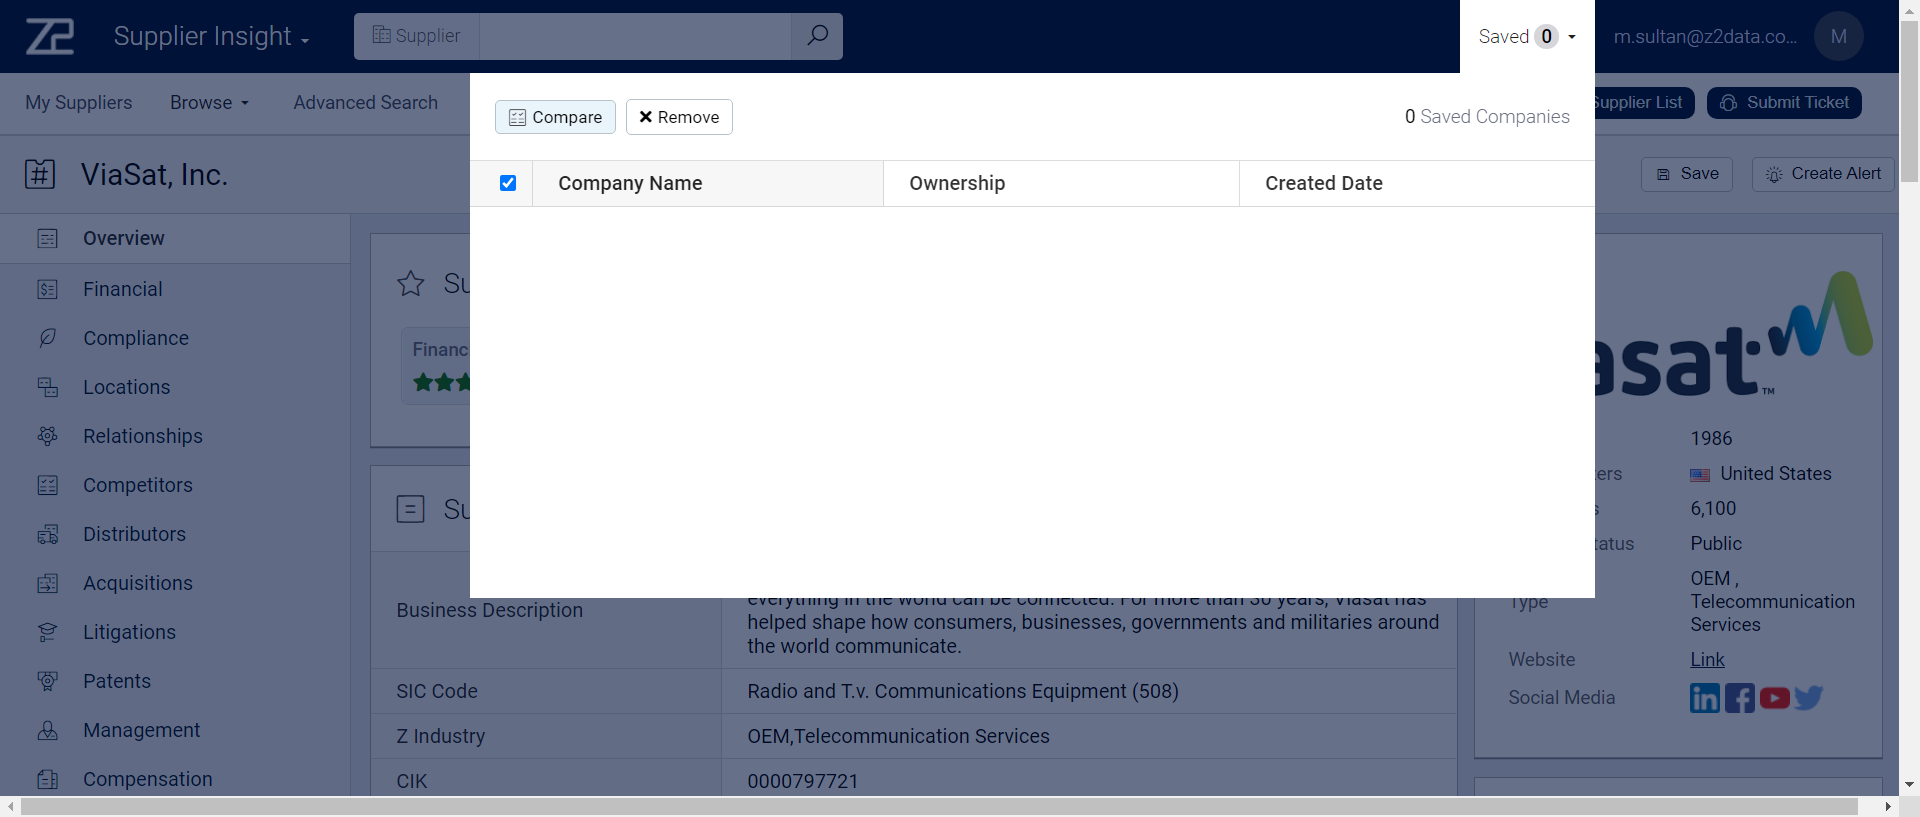 Z2
Supplier Insight
Supplier
Saved 0
m.sultan@z2data.co...
M
My Suppliers
Browse
Advanced Search
Supplier List
Submit Ticket
Compare
Remove
0 Saved Companies
# ViaSat, Inc.
Save
Create Alert
Company Name
Ownership
Created Date
Overview
Financial
Compliance
Locations
Relationships
Competitors
Distributors
Acquisitions
Litigations
Patents
Management
Compensation
Su
Financ
Su
asat™
1986
ers
United States
s
6,100
tatus
Public
Type
OEM ,
Telecommunication
Services
Website
Link
Social Media
in
Business Description
everything in the world can be connected. For more than 30 years, Viasat has
helped shape how consumers, businesses, governments and militaries around
the world communicate.
SIC Code
Radio and T.v. Communications Equipment (508)
Z Industry
OEM,Telecommunication Services
CIK
0000797721